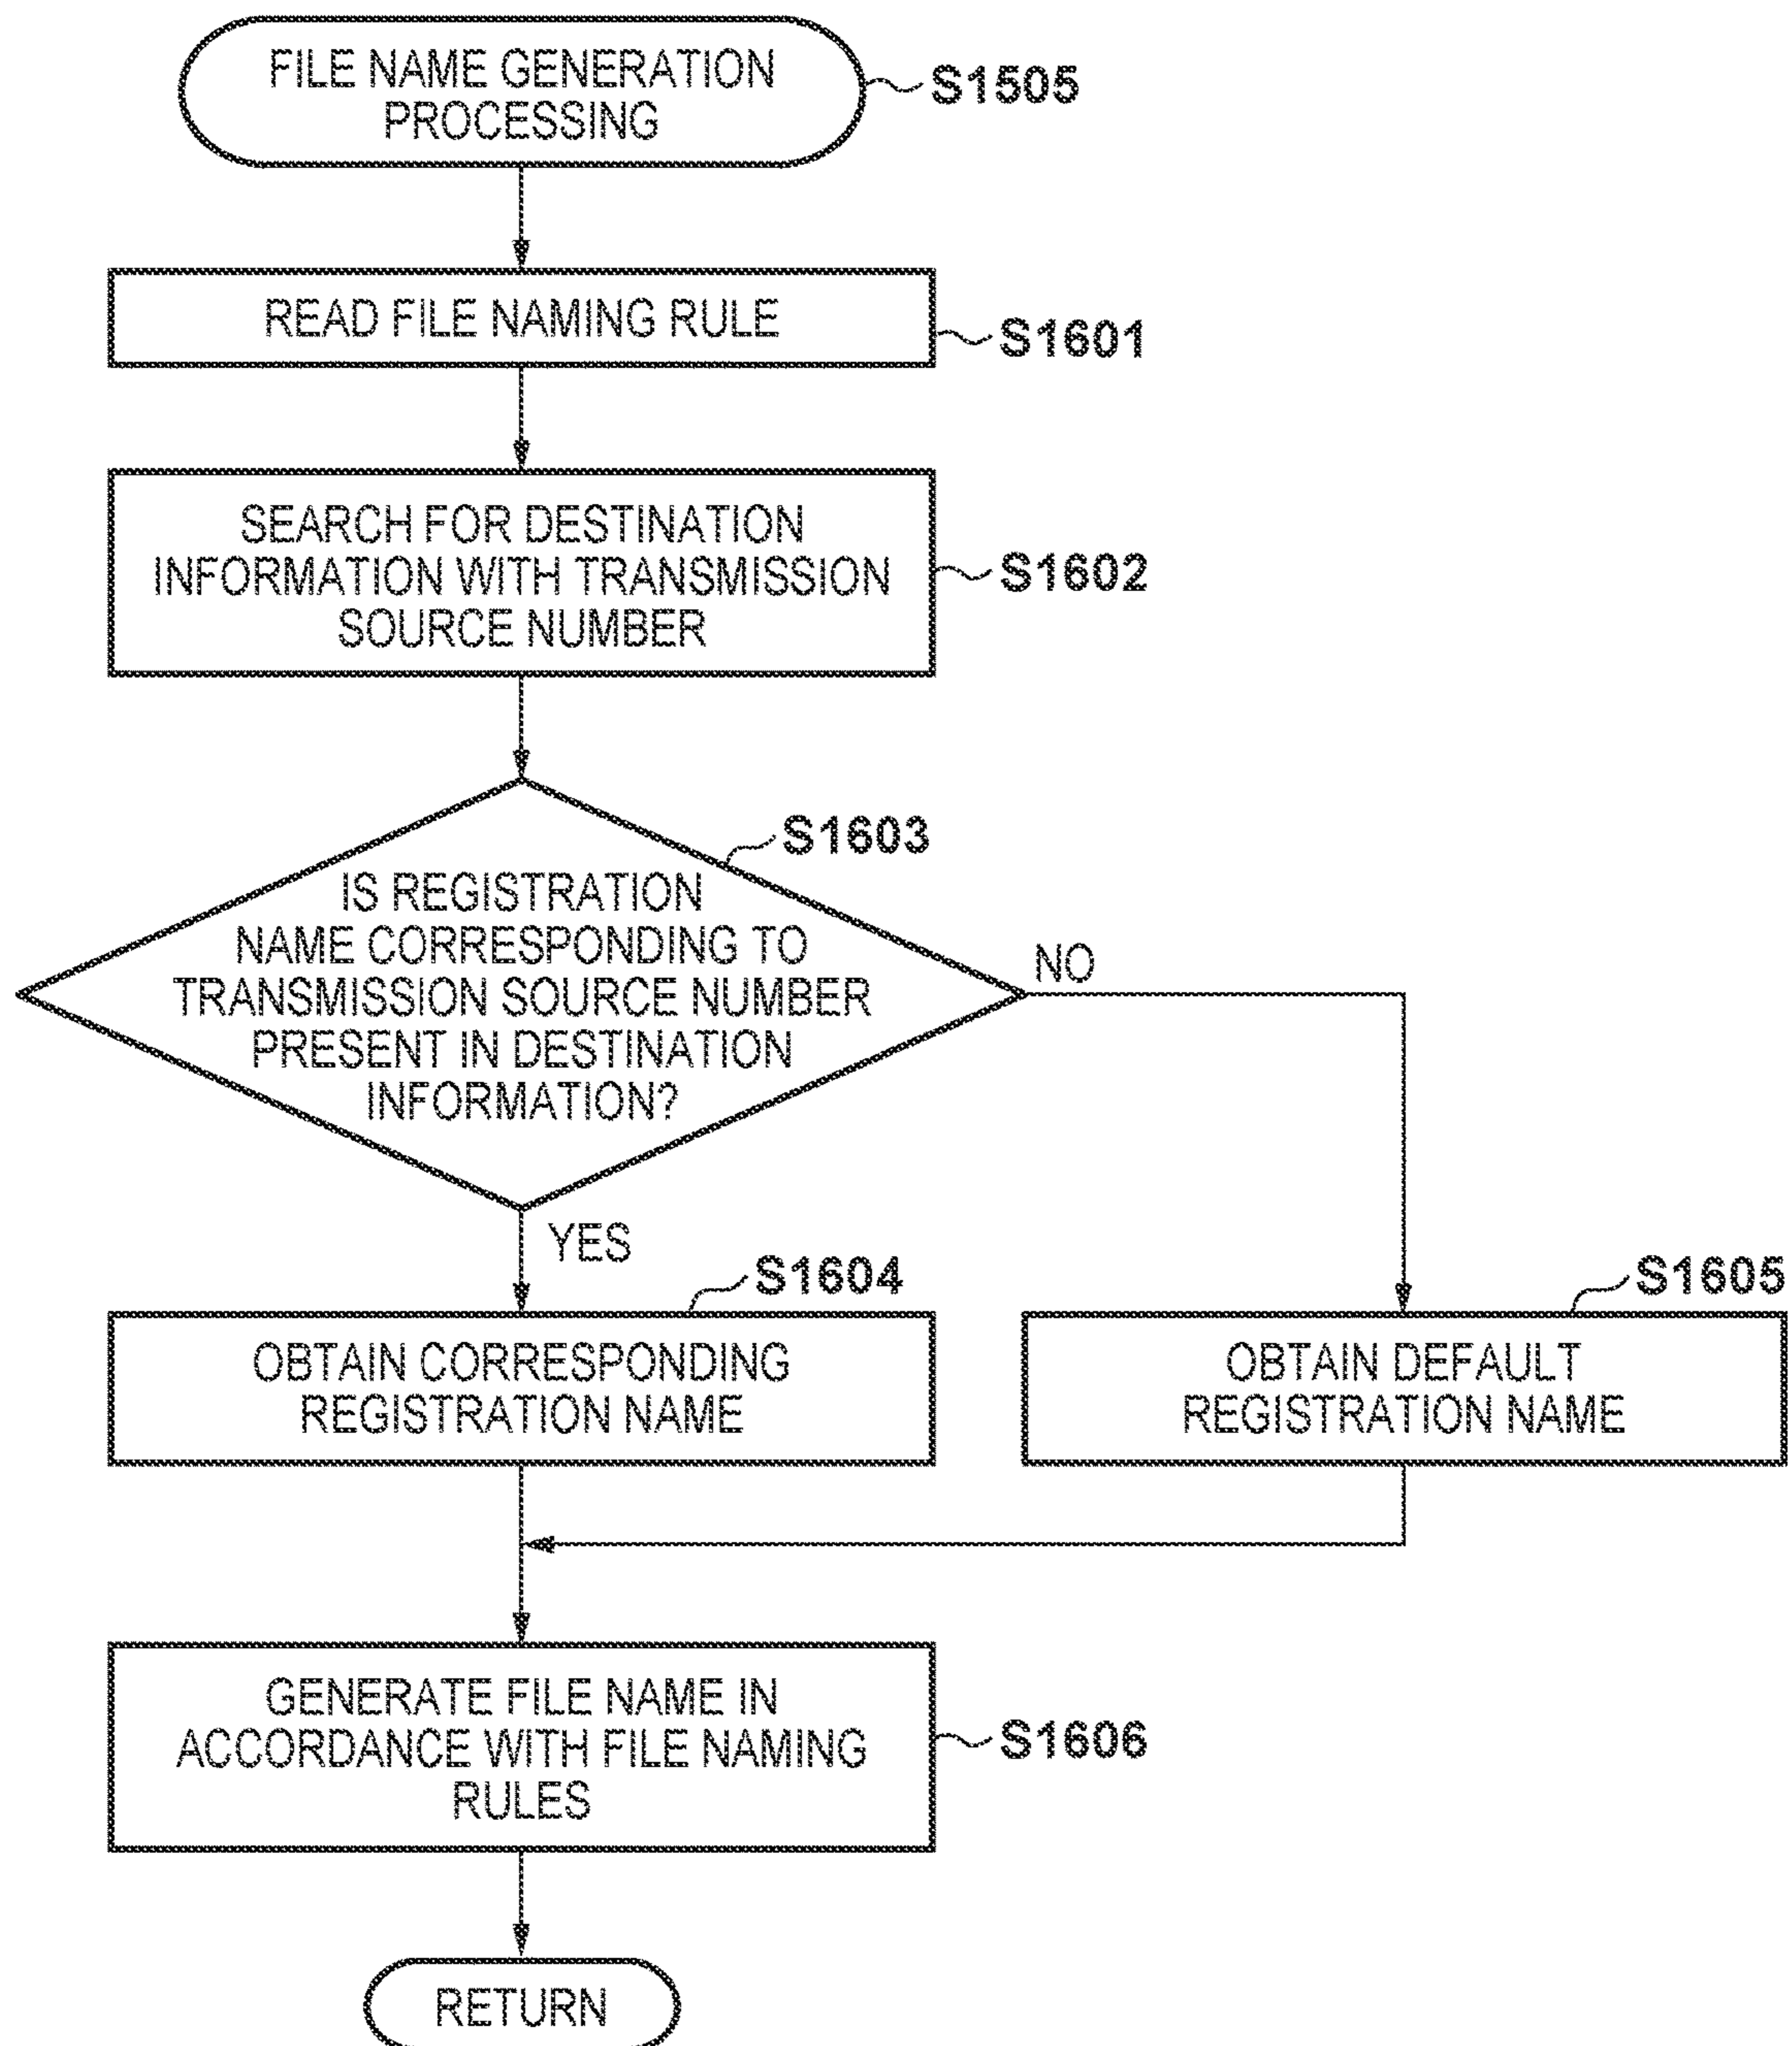 FILE NAME GENERATION
PROCESSING
S1505
READ FILE NAMING RULE
S1601
SEARCH FOR DESTINATION
INFORMATION WITH TRANSMISSION
SOURCE NUMBER
S1602
S1603
IS REGISTRATION
NAME CORRESPONDING TO
TRANSMISSION SOURCE NUMBER
PRESENT IN DESTINATION
INFORMATION?
NO
YES
S1604
OBTAIN CORRESPONDING
REGISTRATION NAME
S1605
OBTAIN DEFAULT
REGISTRATION NAME
GENERATE FILE NAME IN
ACCORDANCE WITH FILE NAMING
RULES
S1606
RETURN